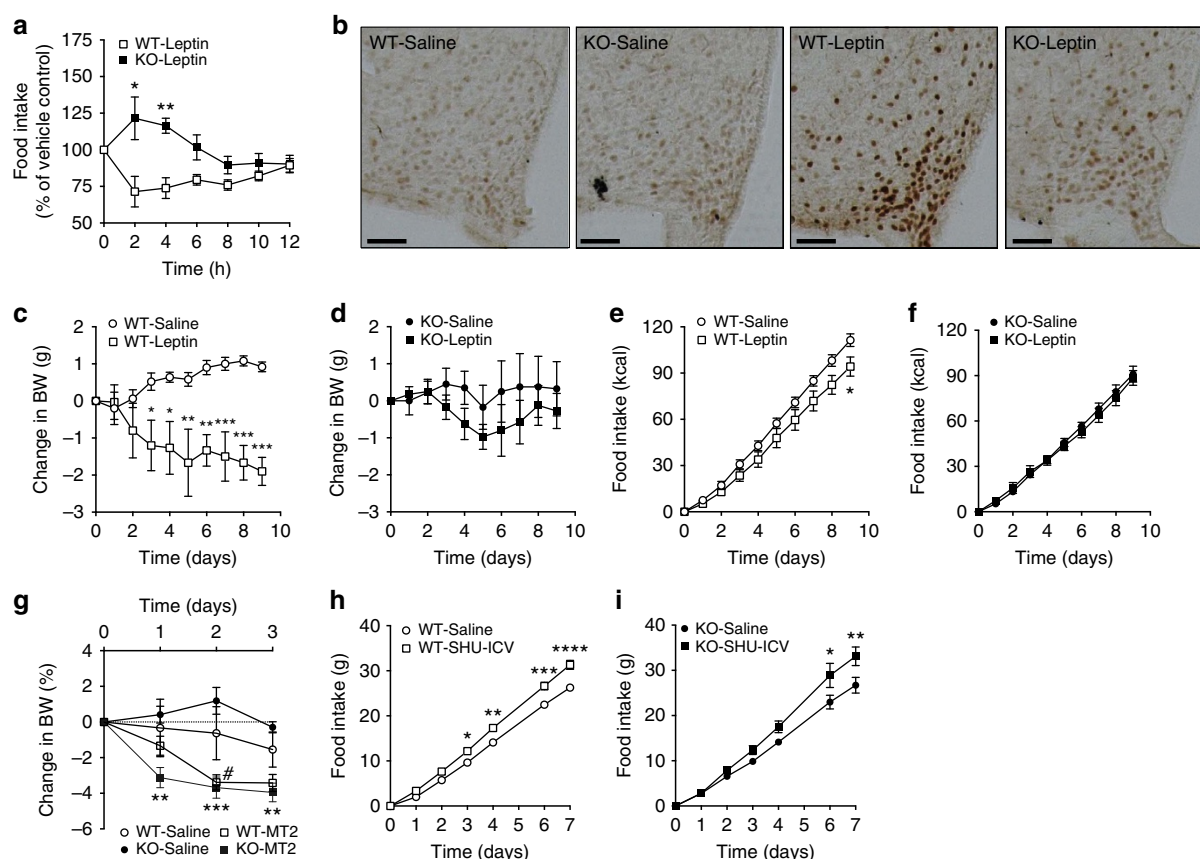 a
175
150
125
100
75
50
Food intake
(% of vehicle control)
WT-Leptin
KO-Leptin
*
**
0 2 4 6 8 10 12
Time (h)
b
WT-Saline
KO-Saline
WT-Leptin
KO-Leptin
c
2
1
0
–1
–2
–3
Change in BW (g)
WT-Saline
WT-Leptin
* * ** ** *** *** ***
0 2 4 6 8 10
Time (days)
d
2
1
0
–1
–2
–3
Change in BW (g)
KO-Saline
KO-Leptin
0 2 4 6 8 10
Time (days)
e
120
90
60
30
0
Food intake (kcal)
WT-Saline
WT-Leptin
*
0 2 4 6 8 10
Time (days)
f
120
90
60
30
0
Food intake (kcal)
KO-Saline
KO-Leptin
0 2 4 6 8 10
Time (days)
g
Time (days)
0 1 2 3
4
2
0
–2
–4
–6
Change in BW (%)
#
** *** **
WT-Saline WT-MT2
KO-Saline KO-MT2
h
40
30
20
10
0
Food intake (g)
WT-Saline
WT-SHU-ICV
* ** *** ****
0 1 2 3 4 5 6 7
Time (days)
i
40
30
20
10
0
Food intake (g)
KO-Saline
KO-SHU-ICV
* **
0 1 2 3 4 5 6 7
Time (days)